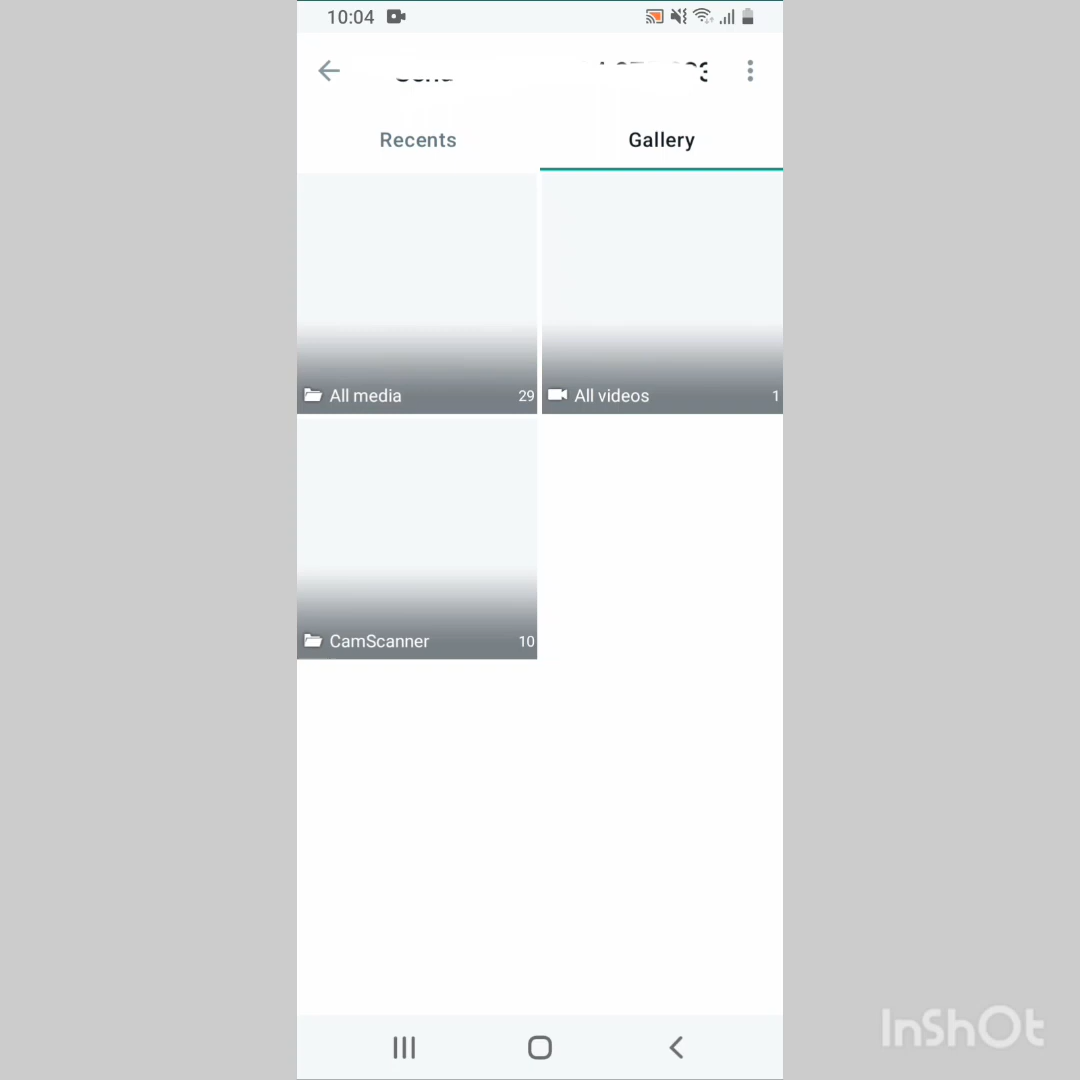 10:04
Recents
Gallery
All media 29
All videos 1
CamScanner 10
InShOt